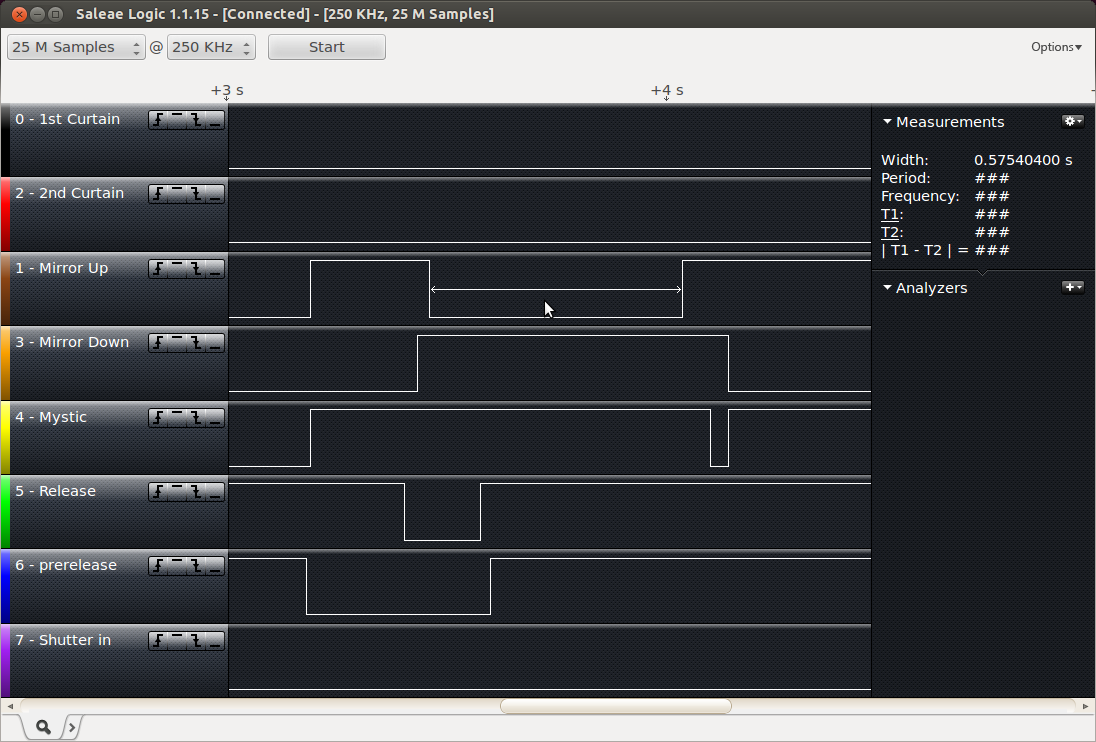 Saleae Logic 1.1.15 - [Connected] - [250 KHz, 25 M Samples]
25 M Samples @ 250 KHz Start Options▾
+3 s +4 s
0 - 1st Curtain
2 - 2nd Curtain
1 - Mirror Up
3 - Mirror Down
4 - Mystic
5 - Release
6 - prerelease
7 - Shutter in
Measurements
Width: 0.57540400 s
Period: ###
Frequency: ###
T1: ###
T2: ###
| T1 - T2 | = ###
Analyzers